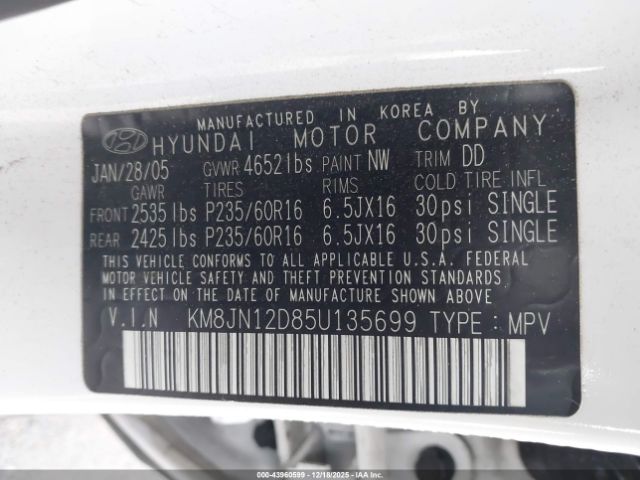 MANUFACTURED IN KOREA BY
HYUNDAI MOTOR COMPANY
JAN/28/05 GVWR 4652lbs PAINT NW TRIM DD
GAWR TIRES RIMS COLD TIRE INFL
FRONT 2535lbs P235/60R16 6.5JX16 30psi SINGLE
REAR 2425lbs P235/60R16 6.5JX16 30psi SINGLE
THIS VEHICLE CONFORMS TO ALL APPLICABLE U.S.A. FEDERAL
MOTOR VEHICLE SAFETY AND THEFT PREVENTION STANDARDS
IN EFFECT ON THE DATE OF MANUFACTURE SHOWN ABOVE.
V.I.N KM8JN12D85U135699 TYPE: MPV
000-43960599 - 12/18/2025 - IAAI.COM